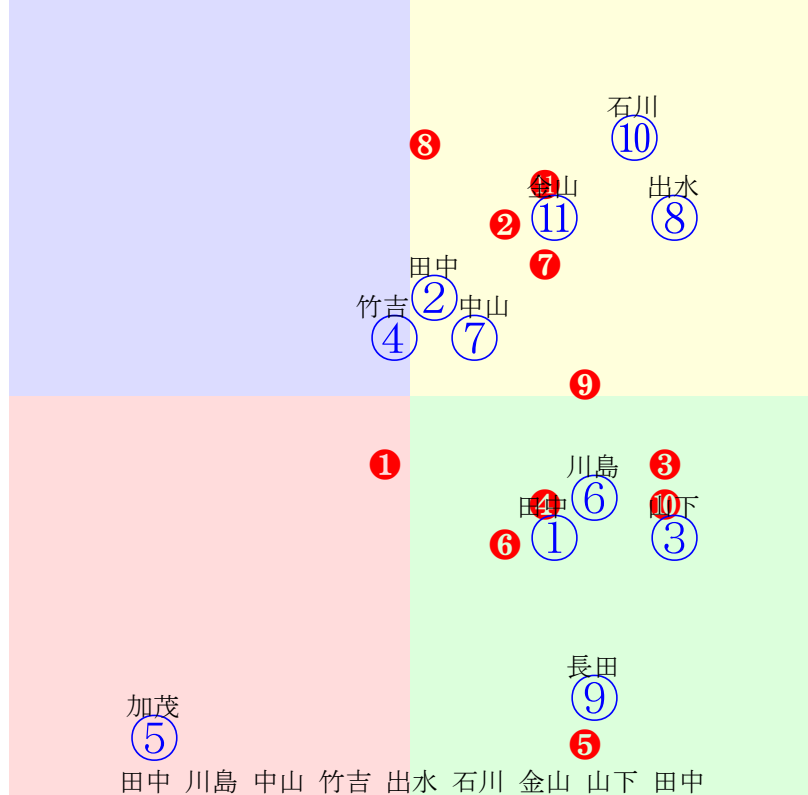 石川
⑩
❽
⓫
金山
出水
❷
⑪
⑧
❼
田中
②
竹吉
中山
④
⑦
❾
❶
川島
❸
⑥
❹
田中
❿
山下
❻
①
③
長田
⑨
加茂
⑤
❺
田中 川島 中山 竹吉 出水 石川 金山 山下 田中